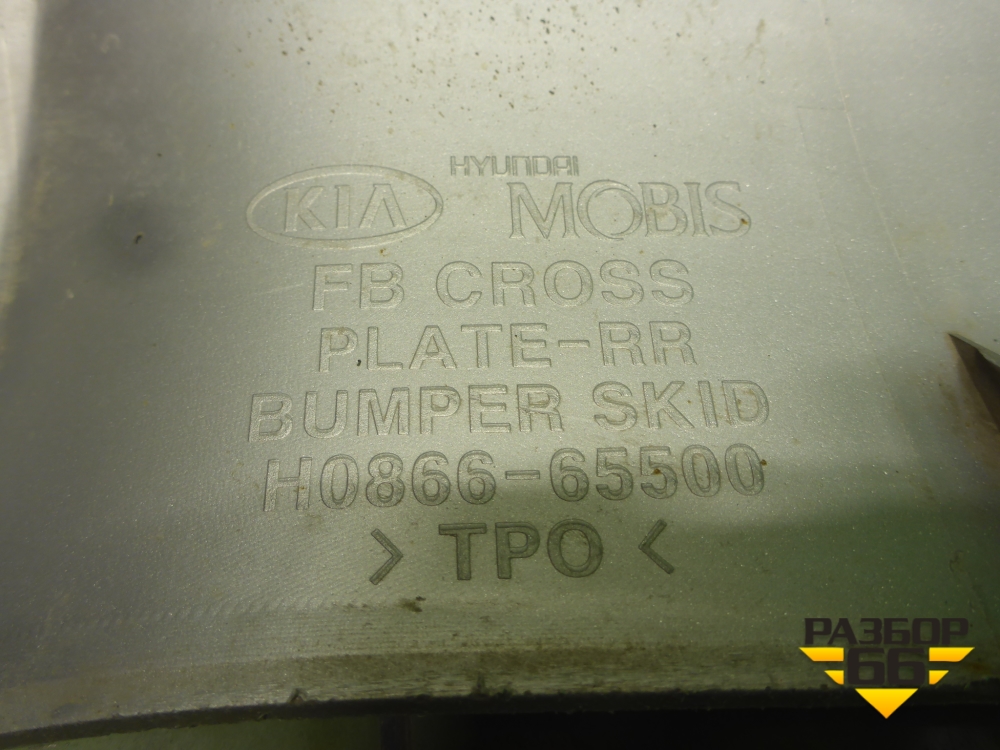 KIA HYUNDAI MOBIS
FB CROSS
PLATE-RR
BUMPER SKID
H0866-65500
> TPO <
РАЗБОР
66